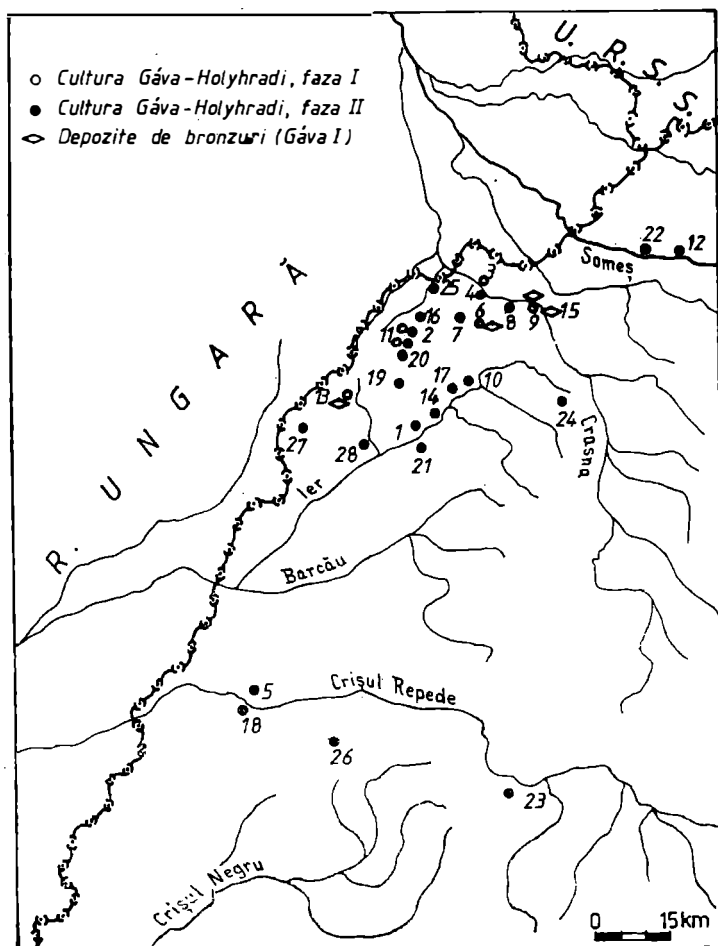 Cultura Gáva-Holyhradi, faza I
Cultura Gáva-Holyhradi, faza II
Depozite de bronzuri (Gáva I)
U. R. S. S.
R. UNGARĂ
22
12
Someș
3
25
4
15
16
6
8
9
11
2
7
20
19
17
10
13
14
24
Crasna
27
1
28
21
Ier
Barcău
5
Crișul Repede
18
26
23
Crișul Negru
0 15km